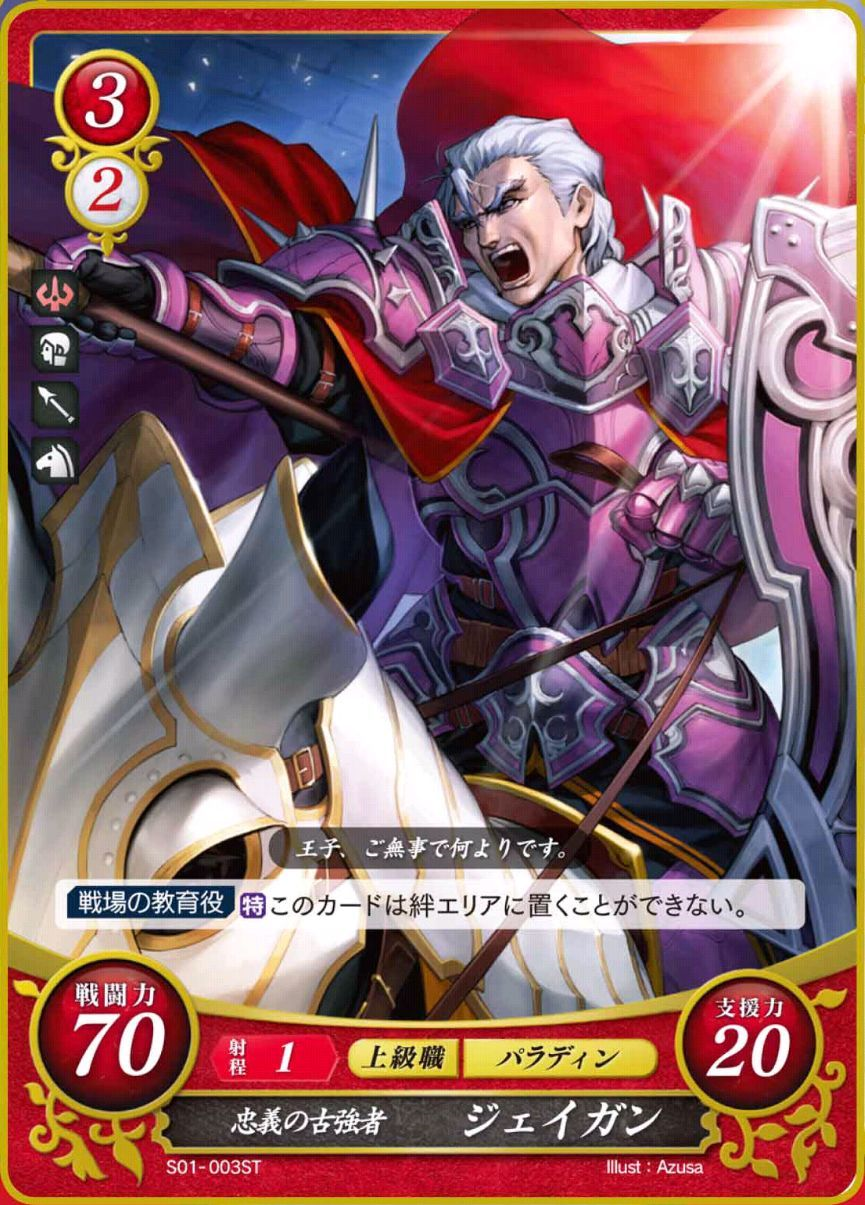 3
2
王子、ご無事で何よりです。
戦場の教育役 特 このカードは絆エリアに置くことができない。
戦闘力
70
支援力
20
射程 1 上級職 パラディン
忠義の古強者 ジェイガン
S01-003ST Illust : Azusa